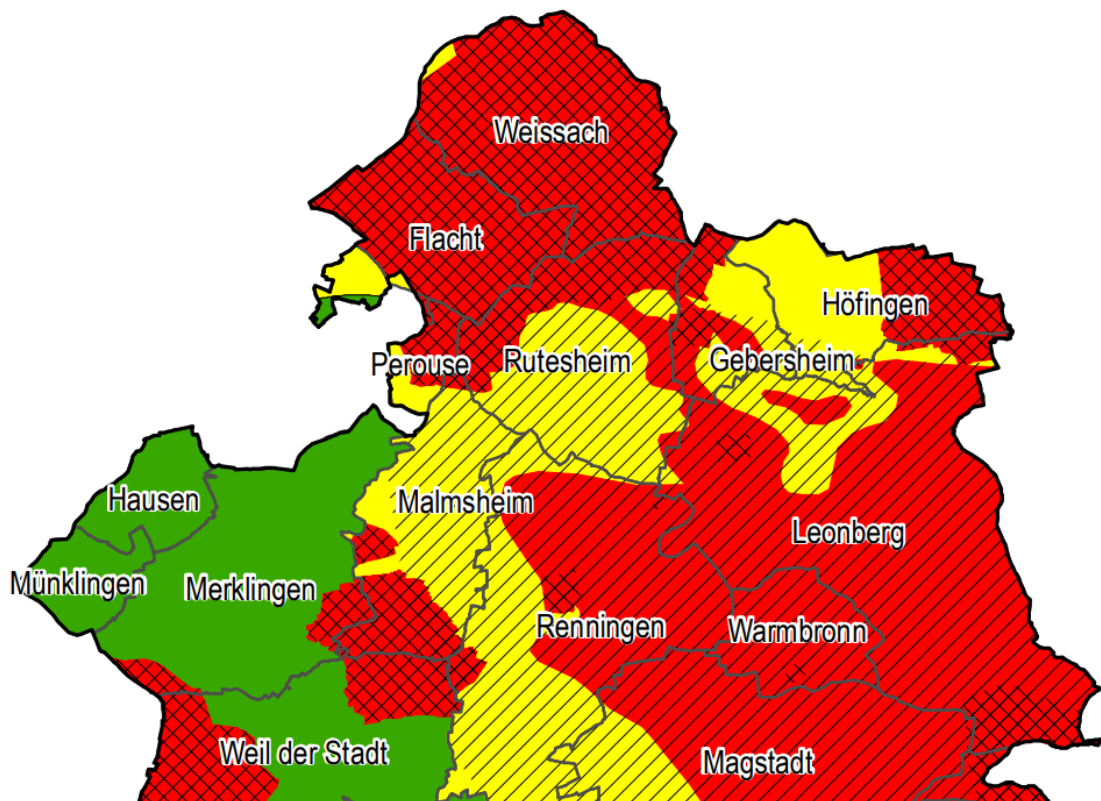 Weissach
Flacht
Höfingen
Perouse
Rutesheim
Gebersheim
Hausen
Malmsheim
Leonberg
Münklingen
Merklingen
Renningen
Warmbronn
Weil der Stadt
Magstadt